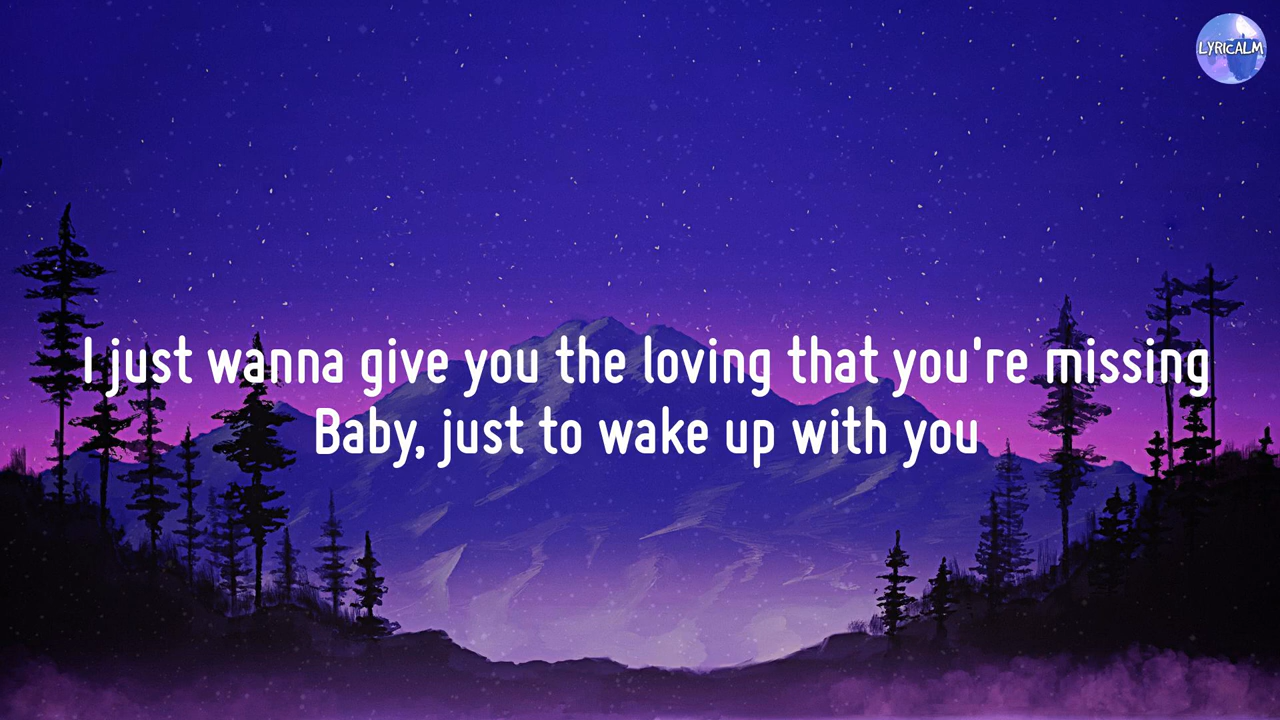 LYRICALM
I just wanna give you the loving that you're missing
Baby, just to wake up with you